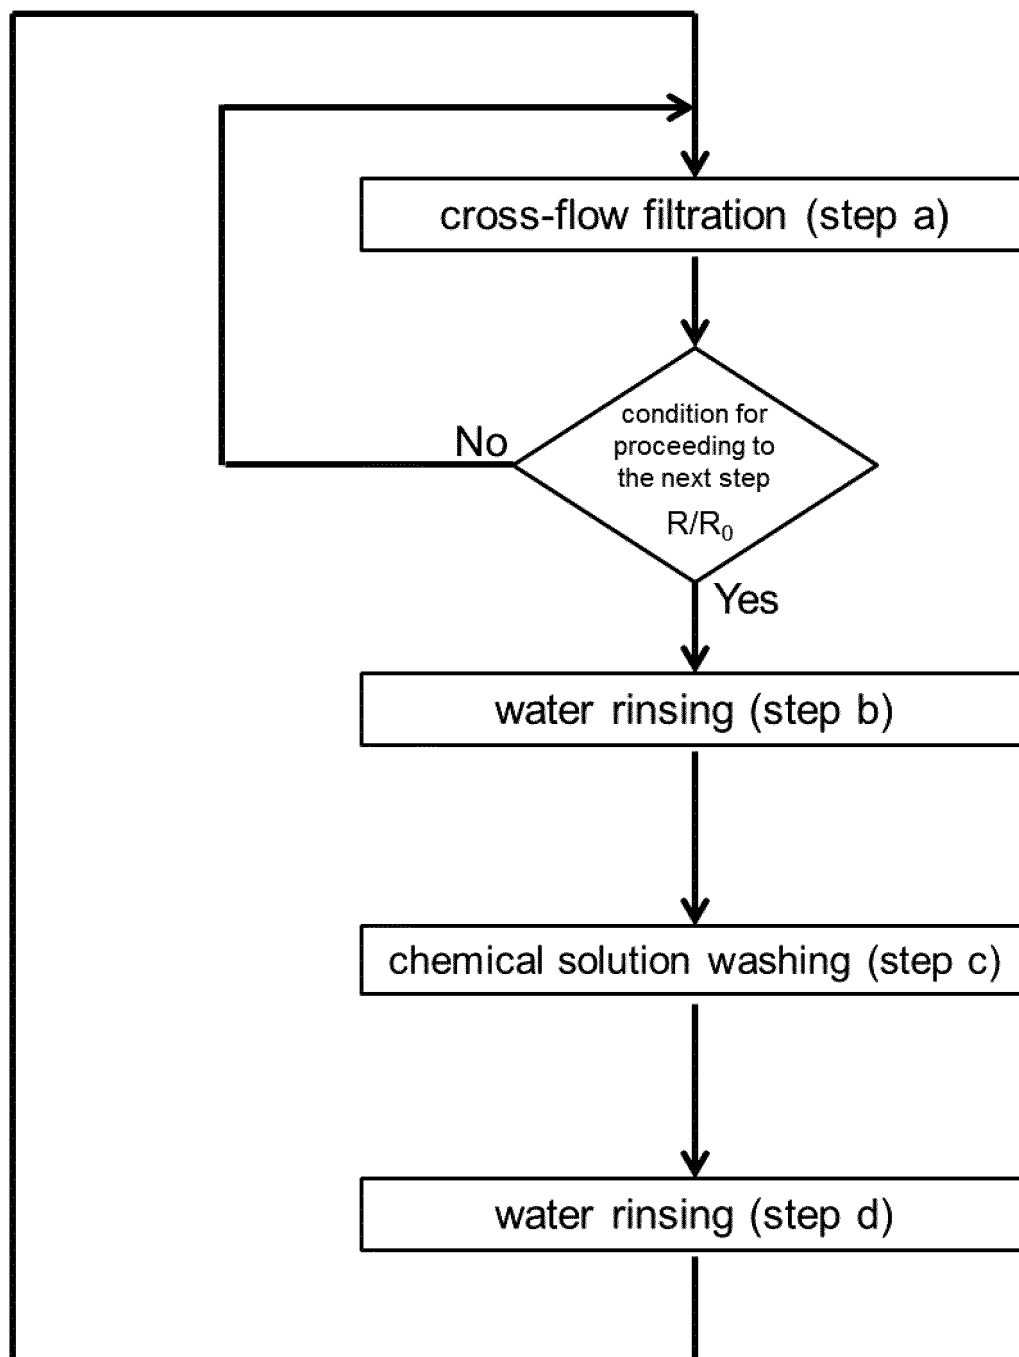 cross-flow filtration (step a)
condition for
proceeding to
the next step
R/R₀
No
Yes
water rinsing (step b)
chemical solution washing (step c)
water rinsing (step d)